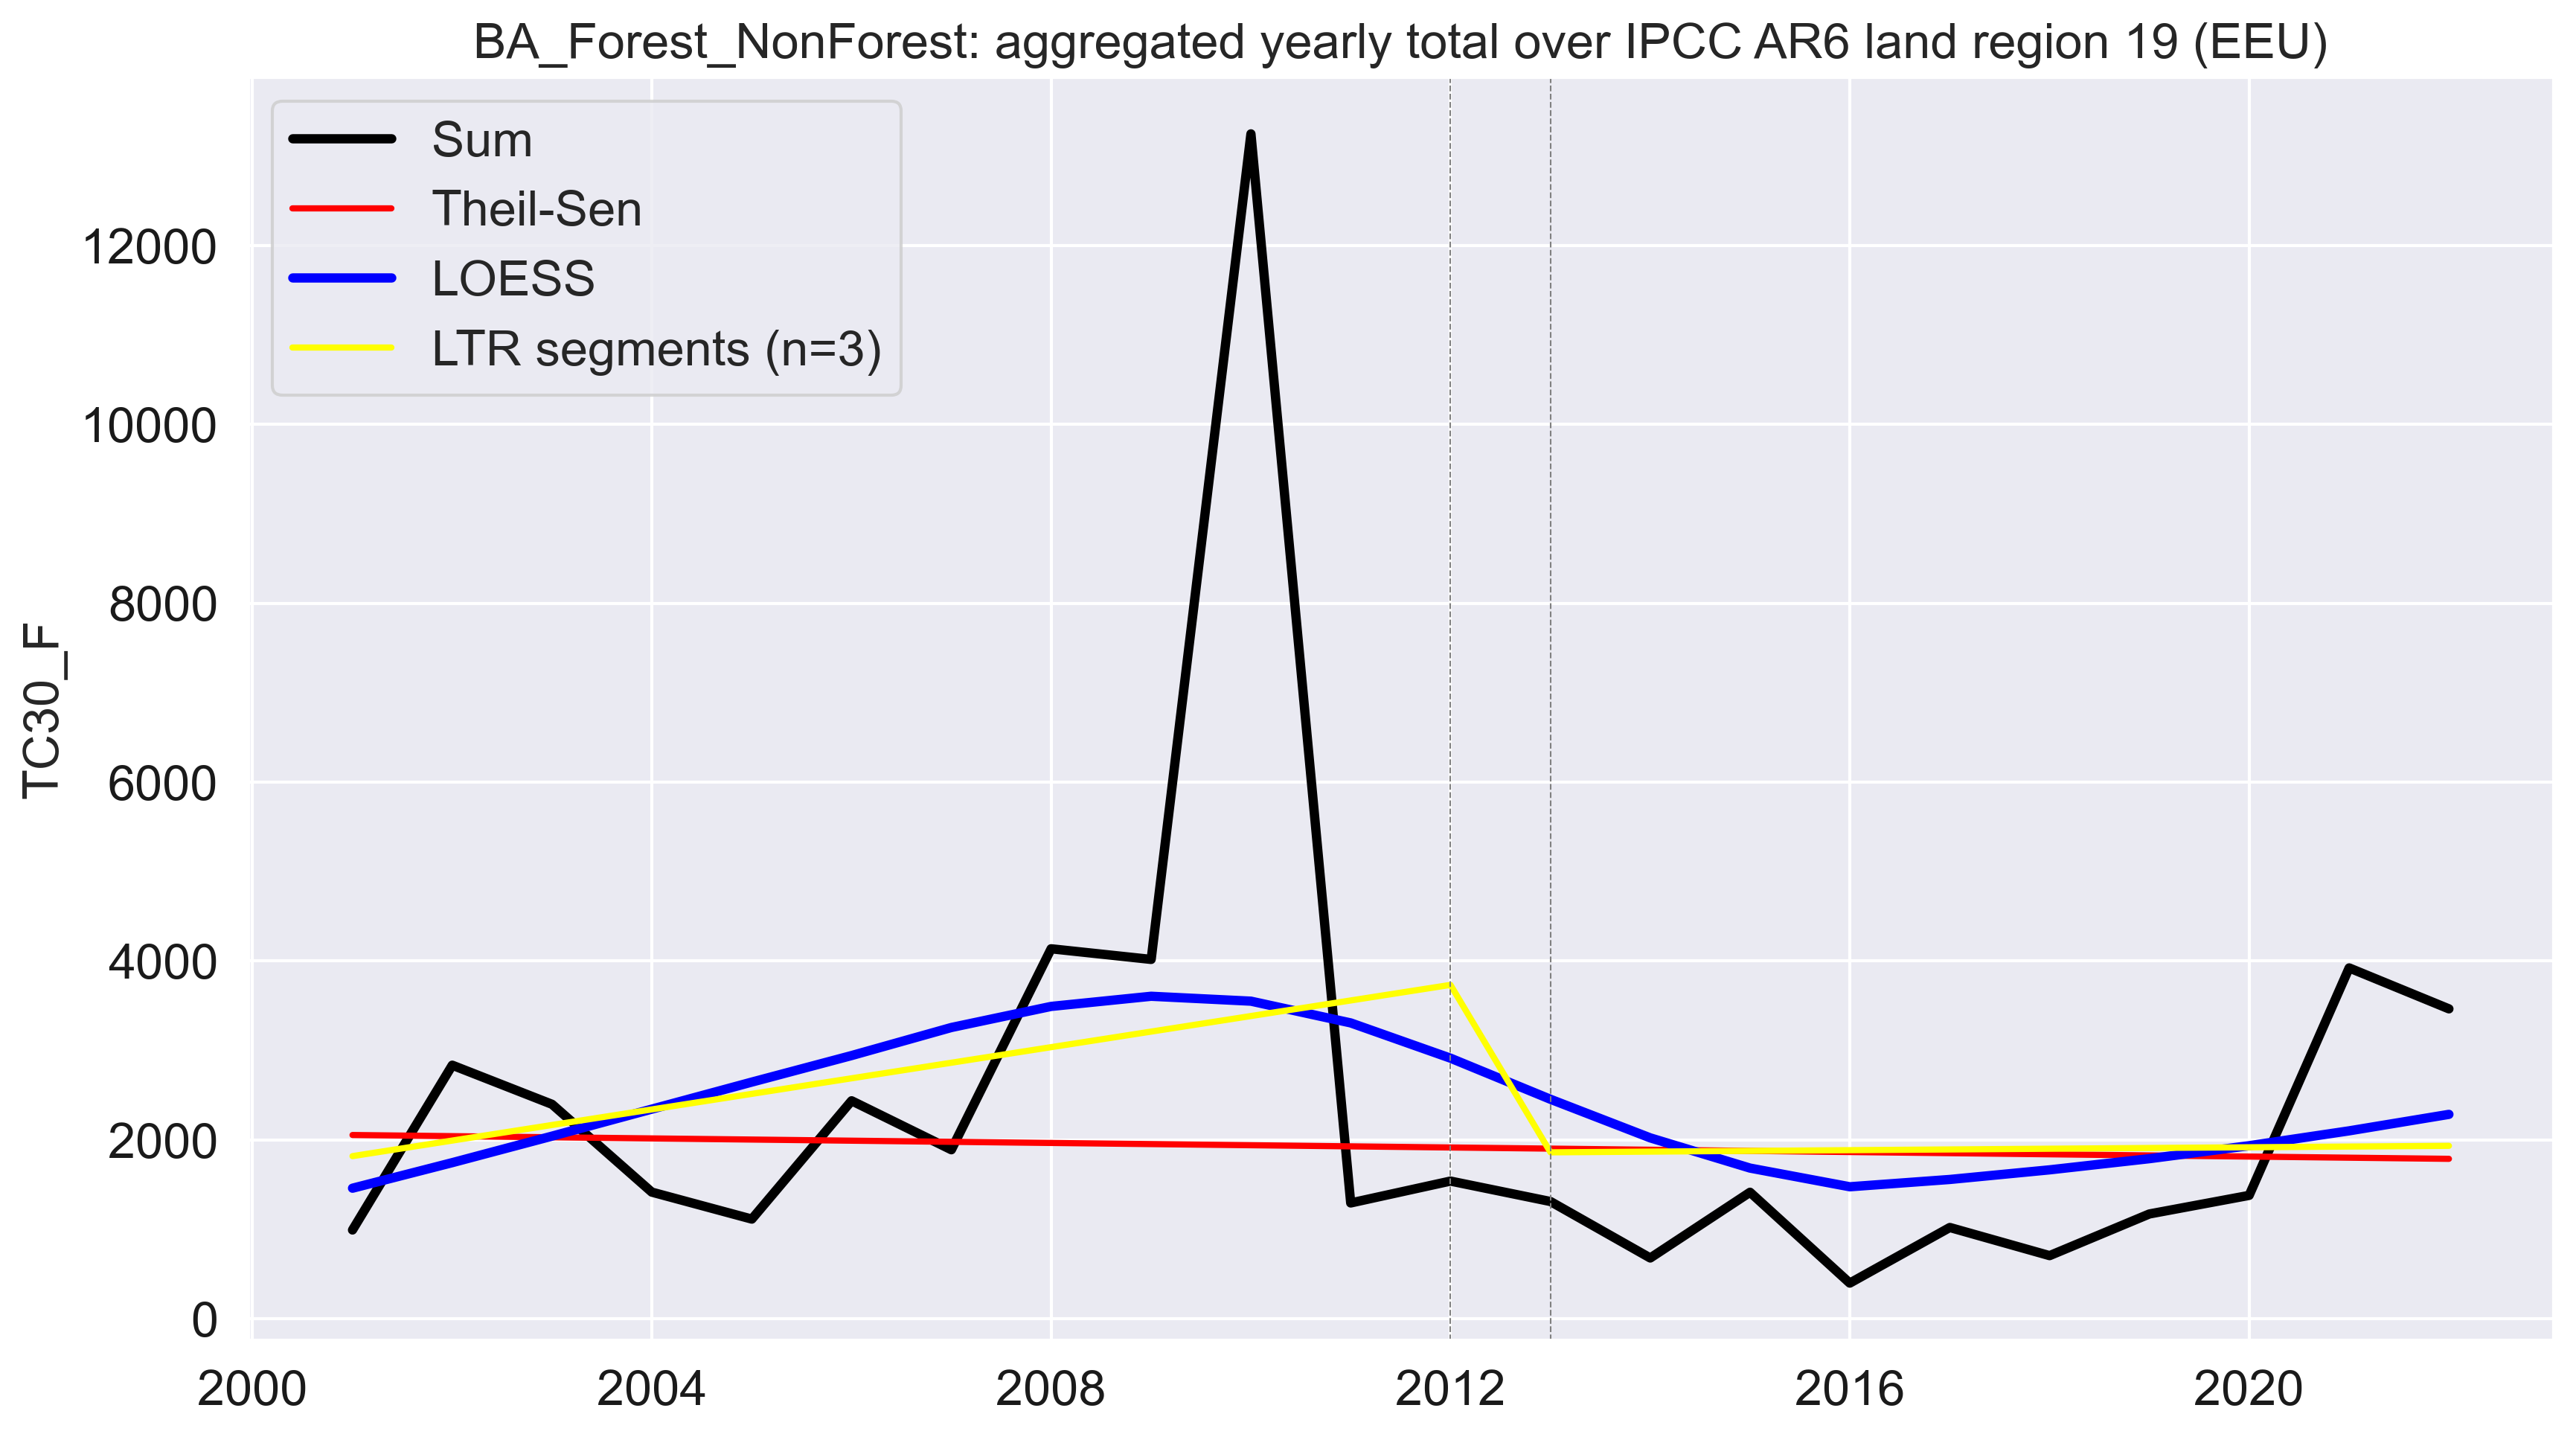 BA_Forest_NonForest: aggregated yearly total over IPCC AR6 land region 19 (EEU)
Sum
Theil-Sen
LOESS
LTR segments (n=3)
TC30_F
12000
10000
8000
6000
4000
2000
0
2000 2004 2008 2012 2016 2020